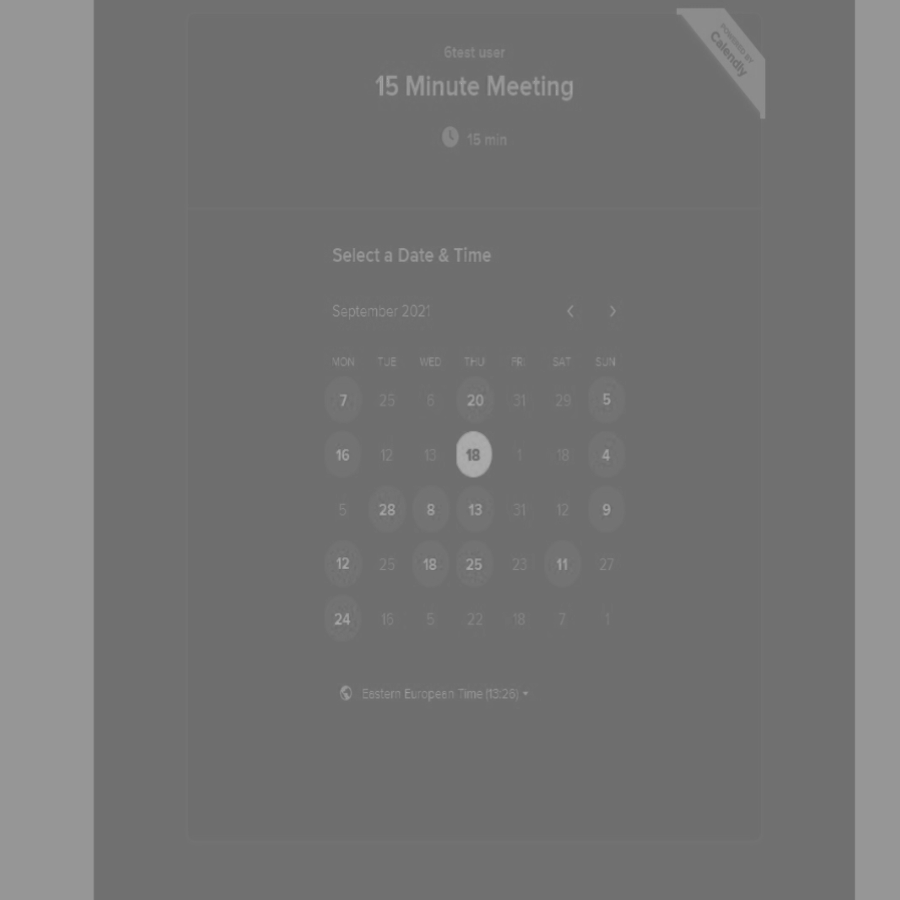 POWERED BY
Calendly
6test user
15 Minute Meeting
15 min
Select a Date & Time
September 2021
MON TUE WED THU FRI SAT SUN
7 25 6 20 31 29 5
16 12 13 18 1 18 4
5 28 8 13 31 12 9
12 25 18 25 23 11 27
24 16 5 22 18 7 1
Eastern European Time (13:26)